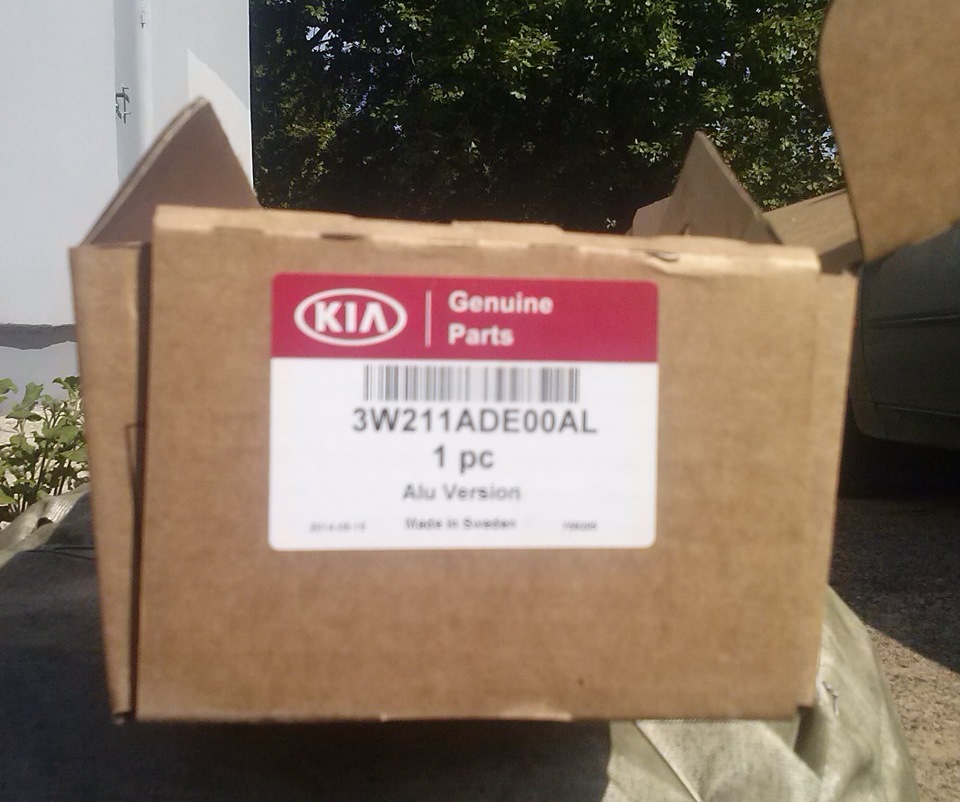 KIA
Genuine
Parts
3W211ADE00AL
1 pc
Alu Version
Made in Sweden